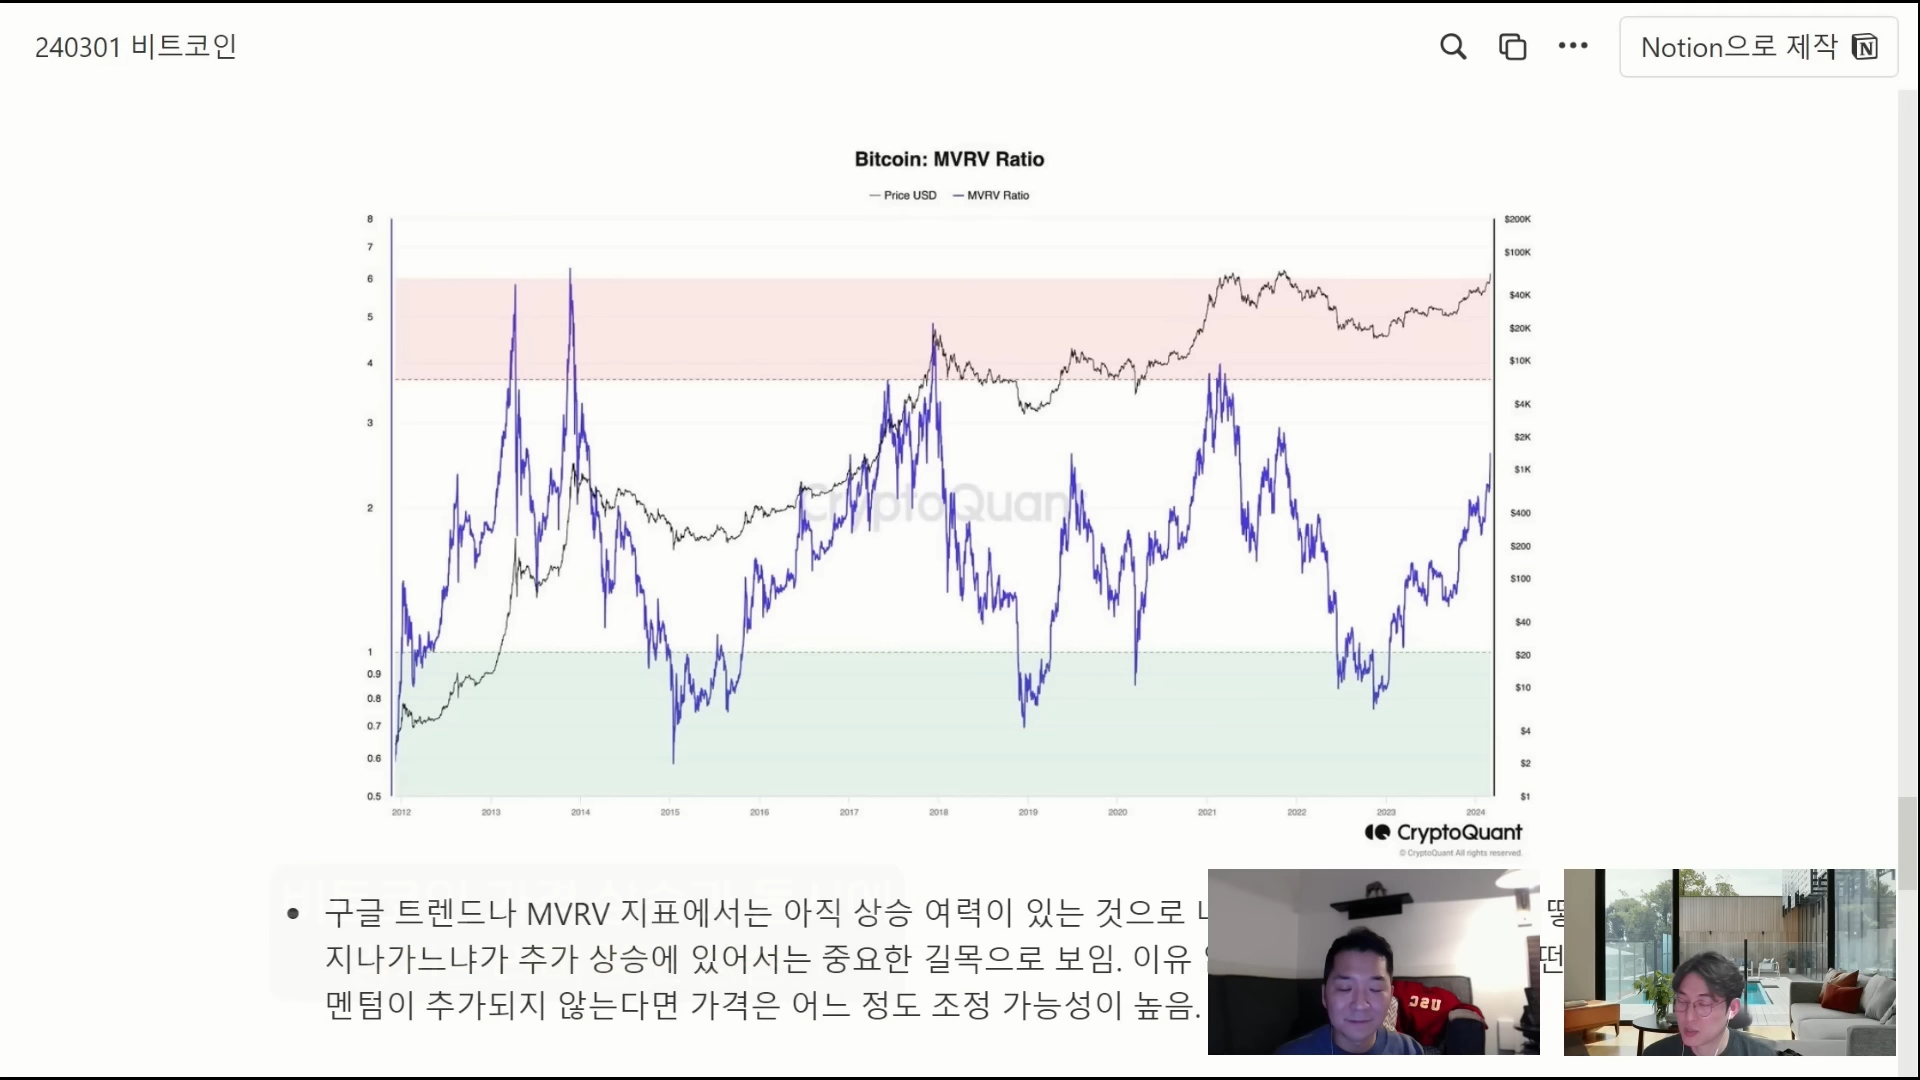 240301 비트코인
Notion으로 제작
Bitcoin: MVRV Ratio
Price USD MVRV Ratio
8
7
6
5
4
3
2
1
0.9
0.8
0.7
0.6
0.5
$200K
$100K
$40K
$20K
$10K
$4K
$2K
$1K
$400
$200
$100
$40
$20
$10
$4
$2
$1
CryptoQuant
2012 2013 2014 2015 2016 2017 2018 2019 2020 2021 2022 2023 2024
CryptoQuant
© CryptoQuant All rights reserved.
• 구글 트렌드나 MVRV 지표에서는 아직 상승 여력이 있는 것으로
지나가느냐가 추가 상승에 있어서는 중요한 길목으로 보임. 이유
멘텀이 추가되지 않는다면 가격은 어느 정도 조정 가능성이 높음.
USC